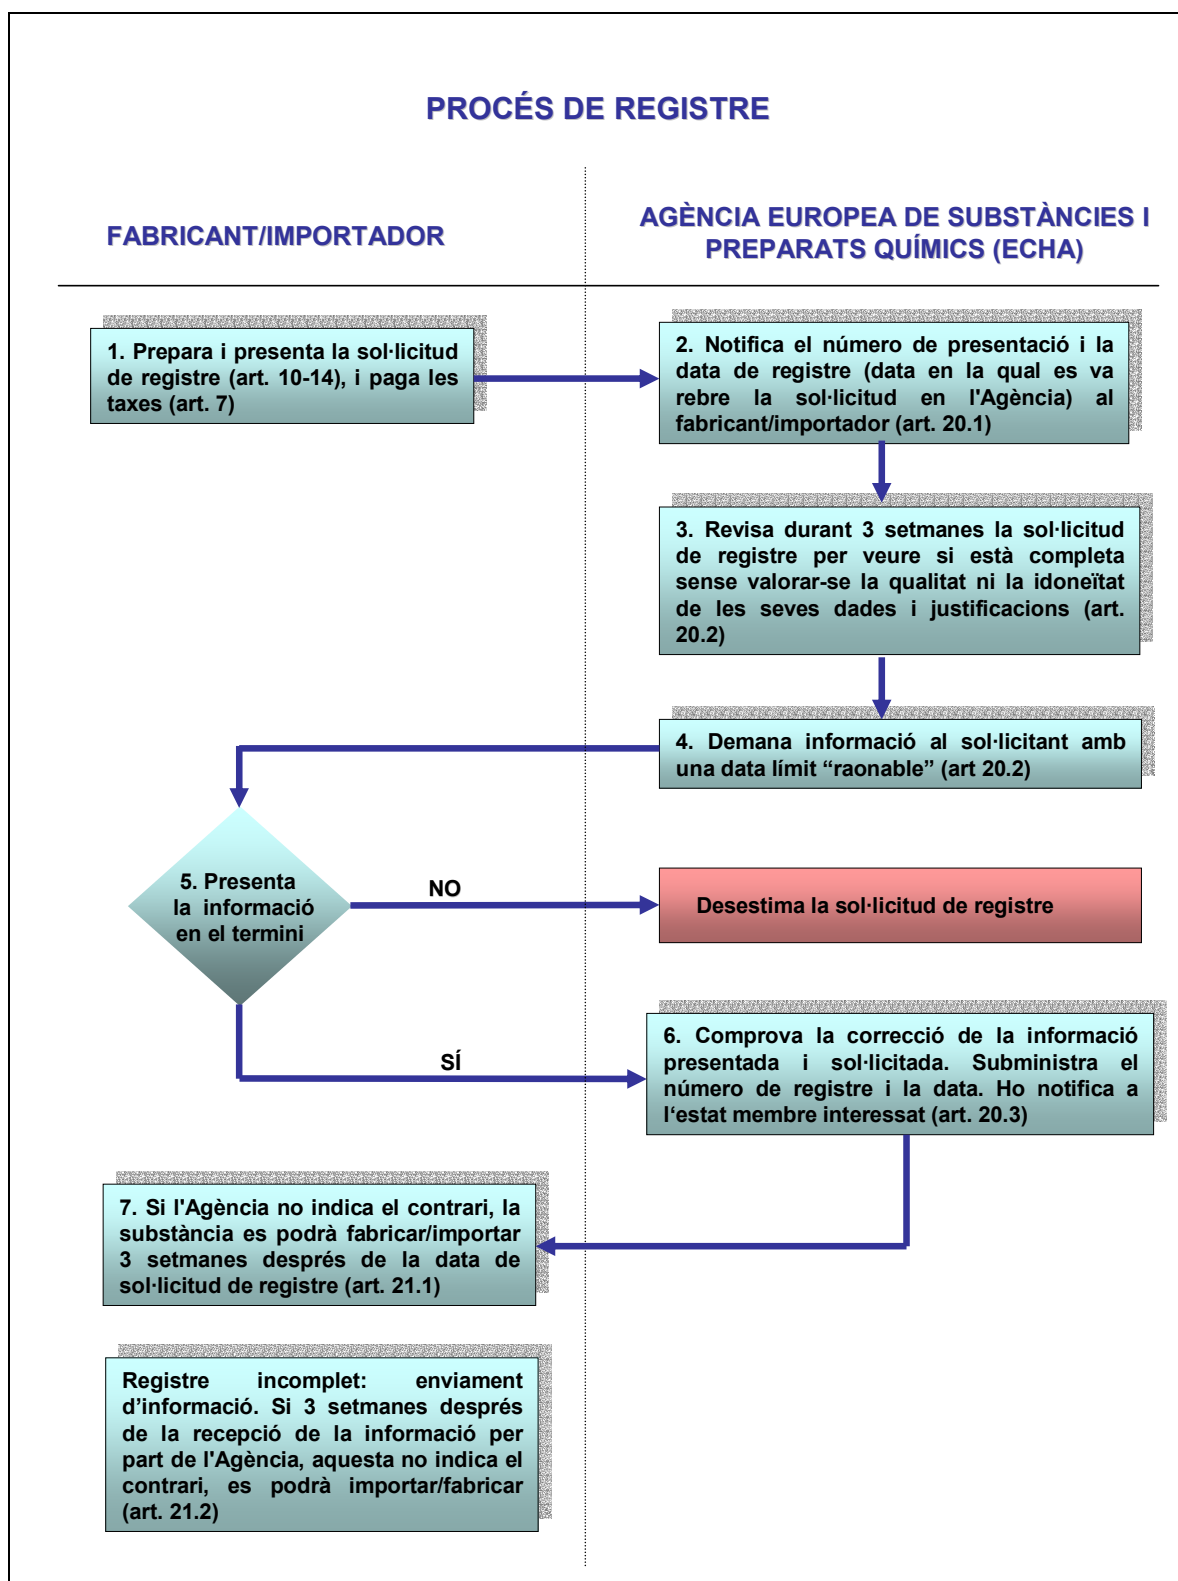 PROCÉS DE REGISTRE
FABRICANT/IMPORTADOR
AGÈNCIA EUROPEA DE SUBSTÀNCIES I
PREPARATS QUÍMICS (ECHA)
1. Prepara i presenta la sol·licitud
de registre (art. 10-14), i paga les
taxes (art. 7)
2. Notifica el número de presentació i la
data de registre (data en la qual es va
rebre la sol·licitud en l'Agència) al
fabricant/importador (art. 20.1)
3. Revisa durant 3 setmanes la sol·licitud
de registre per veure si està completa
sense valorar-se la qualitat ni la idoneïtat
de les seves dades i justificacions (art.
20.2)
4. Demana informació al sol·licitant amb
una data límit “raonable” (art 20.2)
5. Presenta
la informació
en el termini
NO
Desestima la sol·licitud de registre
SÍ
6. Comprova la correcció de la informació
presentada i sol·licitada. Subministra el
número de registre i la data. Ho notifica a
l‘estat membre interessat (art. 20.3)
7. Si l'Agència no indica el contrari, la
substància es podrà fabricar/importar
3 setmanes després de la data de
sol·licitud de registre (art. 21.1)
Registre incomplet: enviament
d’informació. Si 3 setmanes després
de la recepció de la informació per
part de l'Agència, aquesta no indica el
contrari, es podrà importar/fabricar
(art. 21.2)